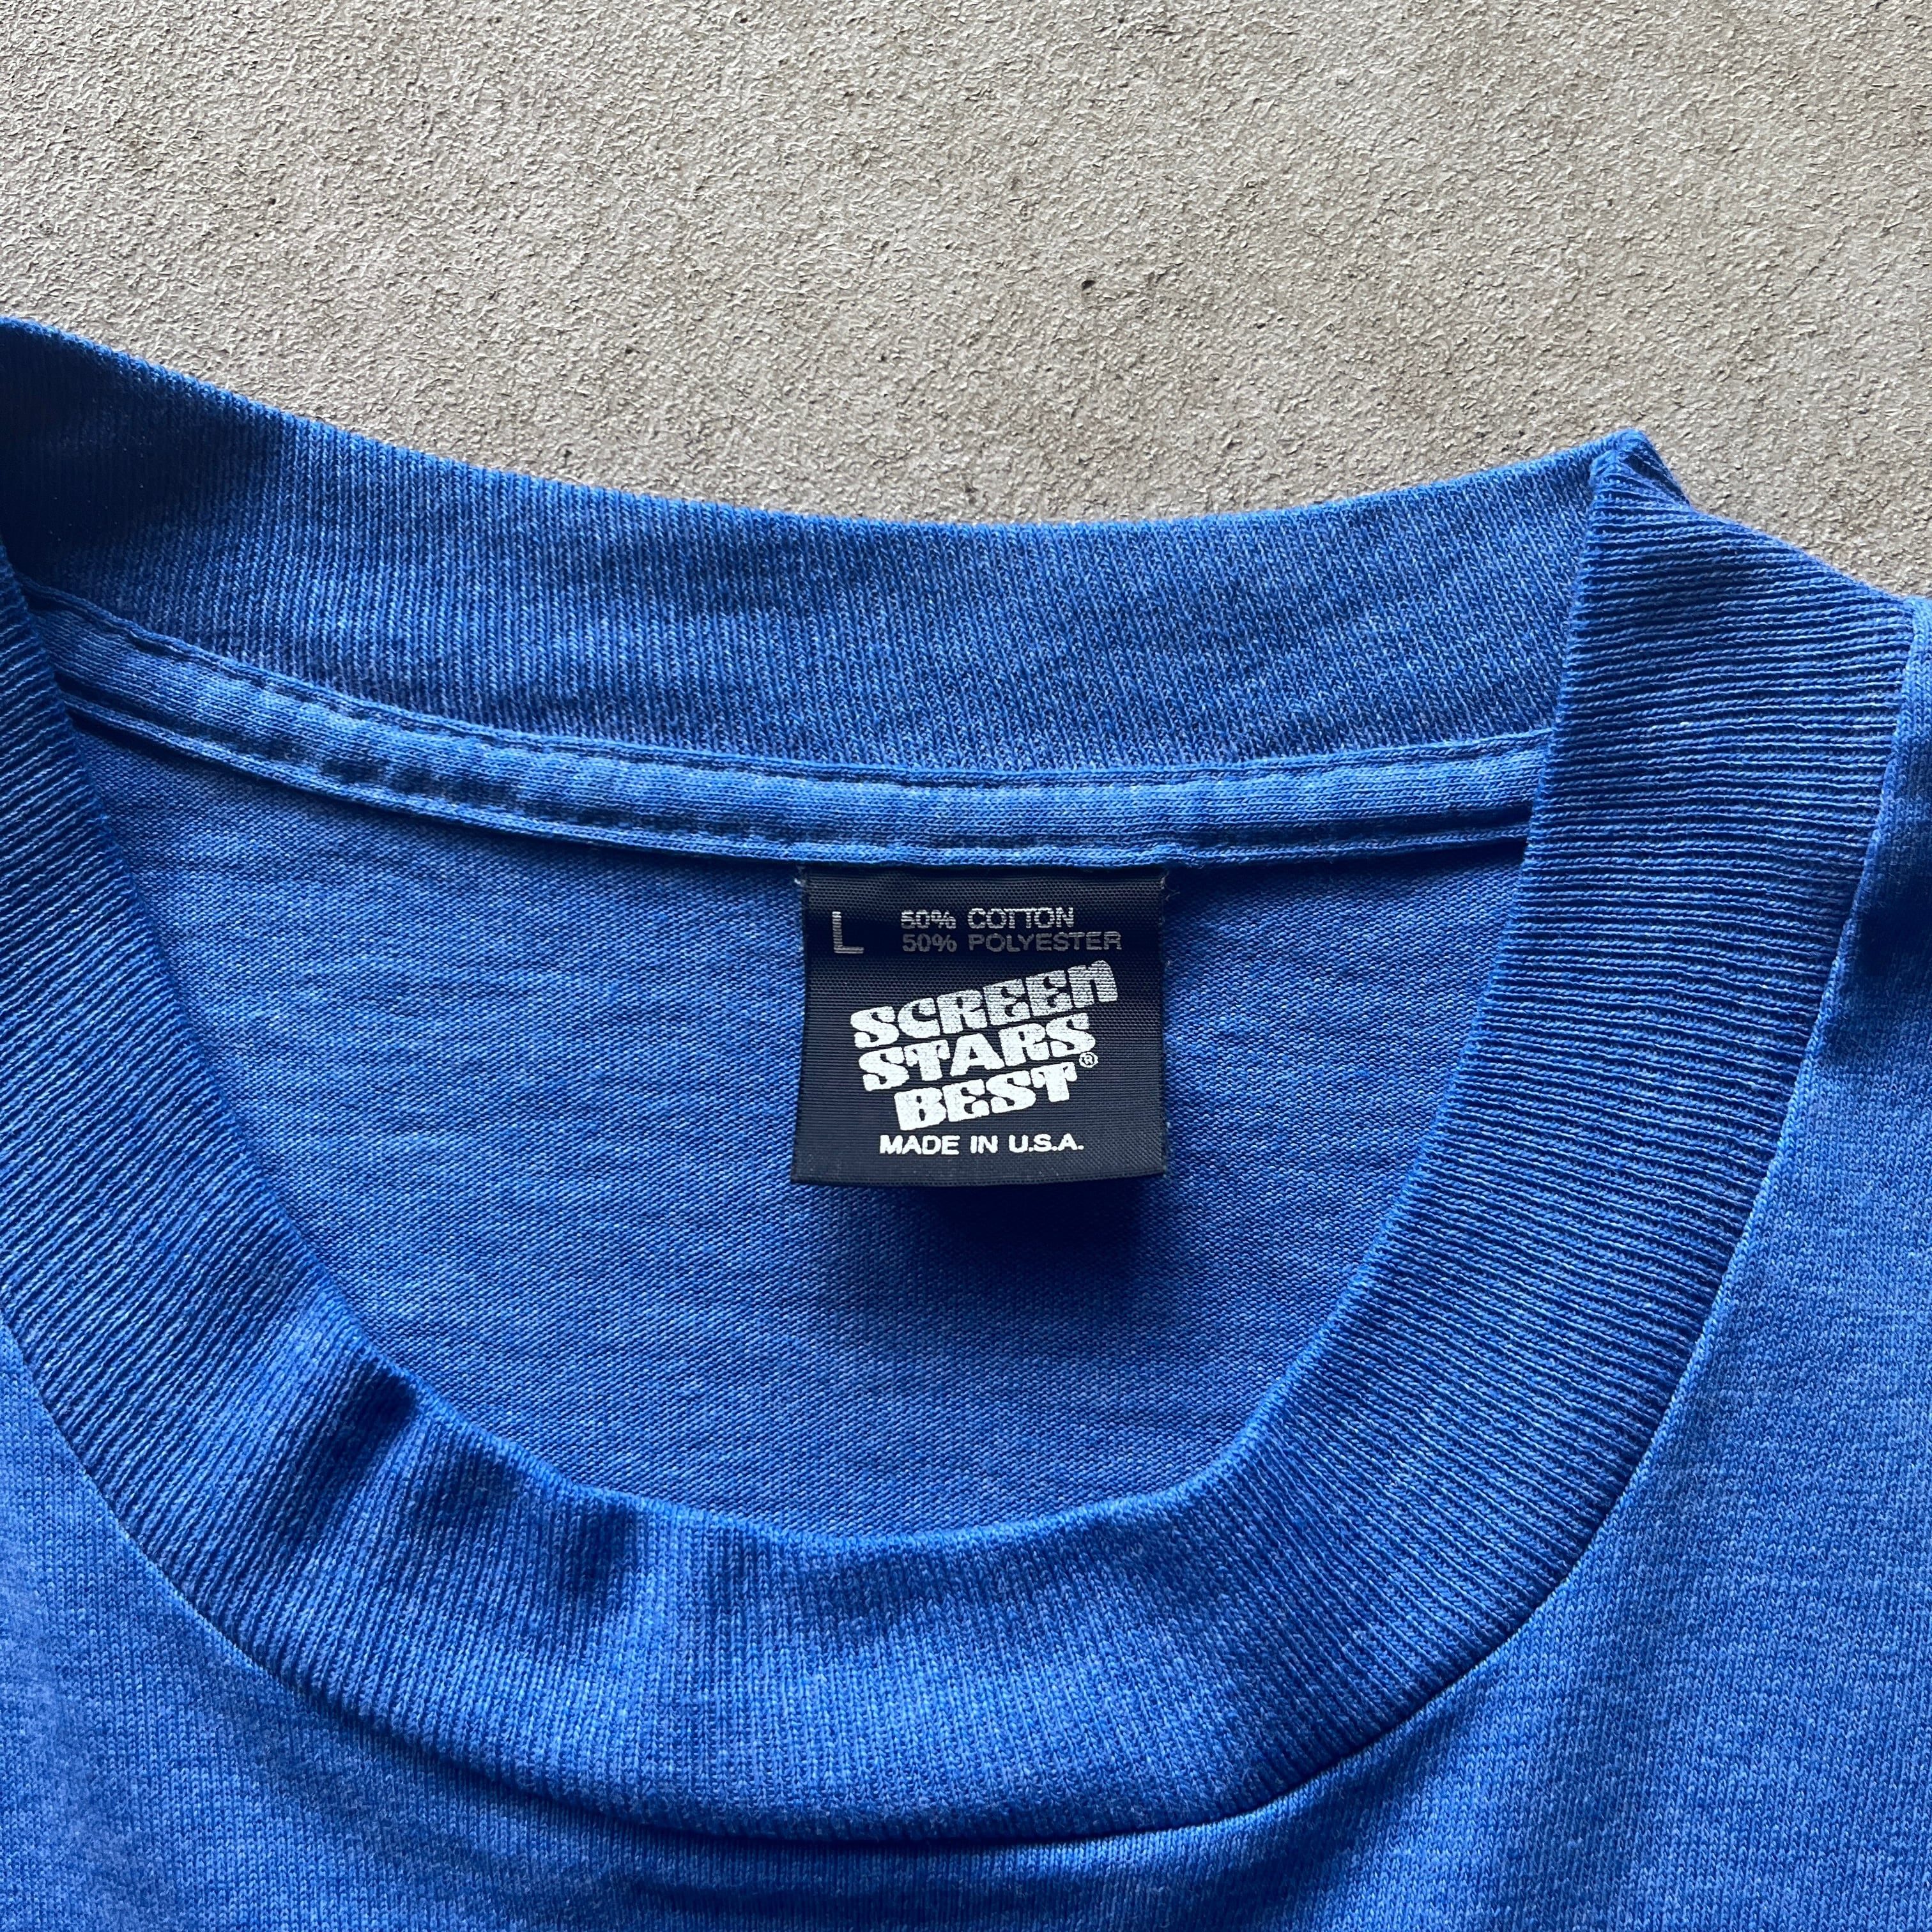 L 50% COTTON
50% POLYESTER
SCREEN
STARS
BEST®
MADE IN U.S.A.